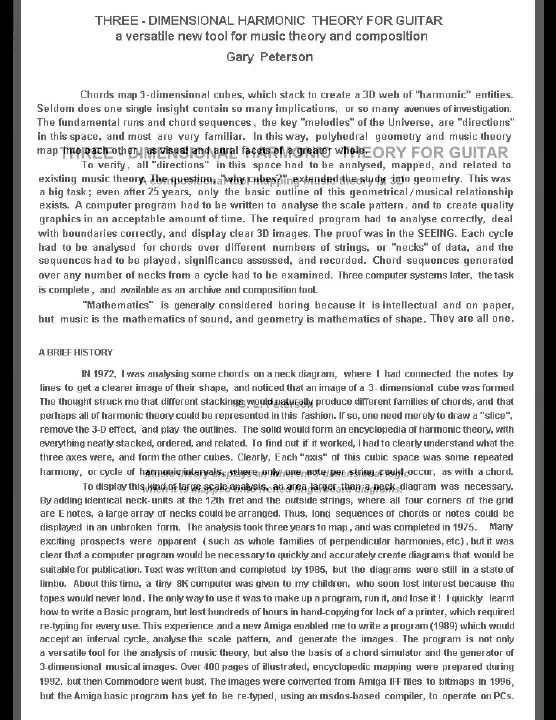 THREE - DIMENSIONAL HARMONIC THEORY FOR GUITAR
a versatile new tool for music theory and composition
Gary Peterson
Chords map 3-dimensional cubes, which stack to create a 3D web of "harmonic" entities.
Seldom does one single insight contain so many implications, or so many avenues of investigation.
The fundamental runs and chord sequences, the key "melodies" of the Universe, are "directions"
in this space, and most are very familiar. In this way, polyhedral geometry and music theory
map into each other, as visual and aural facets of a greater whole.
THREE - DIMENSIONAL HARMONIC THEORY FOR GUITAR
To verify, all "directions" in this space had to be analysed, mapped, and related to
existing music theory. The question, "why cubes?" extended the study into geometry. This was
A compositional tool mapping music theory in 3D
a big task; even after 25 years, only the basic outline of this geometrical/musical relationship
exists. A computer program had to be written to analyse the scale pattern, and to create quality
graphics in an acceptable amount of time. The required program had to analyse correctly, deal
with boundaries correctly, and display clear 3D images. The proof was in the SEEING. Each cycle
had to be analysed for chords over different numbers of strings, or "necks" of data, and the
sequences had to be played, significance assessed, and recorded. Chord sequences generated
over any number of necks from a cycle had to be examined. Three computer systems later, the task
is complete, and available as an archive and composition tool.
"Mathematics" is generally considered boring because it is intellectual and on paper,
but music is the mathematics of sound, and geometry is mathematics of shape. They are all one.
A BRIEF HISTORY
IN 1972, I was analysing some chords on a neck diagram, where I had connected the notes by
lines to get a clearer image of their shape, and noticed that an image of a 3-dimensional cube was formed
The thought struck me that different stackings would naturally produce different families of chords, and that
perhaps all of harmonic theory could be represented in this fashion. If so, one need merely to draw a "slice",
remove the 3-D effect, and play the outlines. The solid would form an encyclopedia of harmonic theory, with
everything neatly stacked, ordered, and related. To find out if it worked, I had to clearly understand what the
three axes were, and form the other cubes. Clearly, Each "axis" of this cubic space was some repeated
harmony, or cycle of harmonic intervals, where only one note per string could occur, as with a chord.
To display this kind of large scale analysis, an area larger than a neck diagram was necessary.
By adding identical neck-units at the 12th fret and the outside strings, where all four corners of the grid
are E notes, a large array of necks could be arranged. Thus, long sequences of chords or notes could be
displayed in an unbroken form. The analysis took three years to map, and was completed in 1975. Many
exciting prospects were apparent (such as whole families of perpendicular harmonies, etc), but it was
clear that a computer program would be necessary to quickly and accurately create diagrams that would be
suitable for publication. Text was written and completed by 1985, but the diagrams were still in a state of
limbo. About this time, a tiny 8K computer was given to my children, who soon lost interest because the
tapes would never load. The only way to use it was to make up a program, run it, and lose it! I quickly learnt
how to write a Basic program, but lost hundreds of hours in hand-copying for lack of a printer, which required
re-typing for every use. This experience and a new Amiga enabled me to write a program (1989) which would
accept an interval cycle, analyse the scale pattern, and generate the images. The program is not only
a versatile tool for the analysis of music theory, but also the basis of a chord simulator and the generator of
3-dimensional musical images. Over 400 pages of illustrated, encyclopedic mapping were prepared during
1992, but then Commodore went bust. The images were converted from Amiga IFF files to bitmaps in 1996,
but the Amiga basic program has yet to be re-typed, using an msdos-based compiler, to operate on PCs.